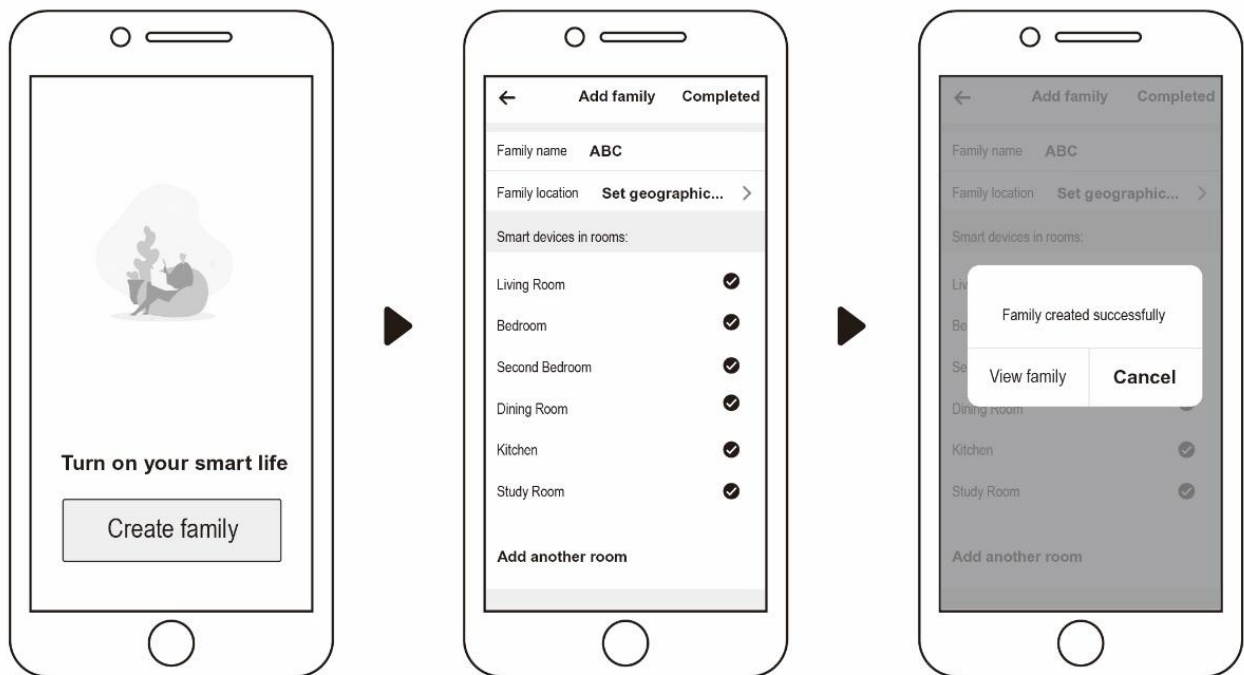 Turn on your smart life
Create family
Add family Completed
Family name ABC
Family location Set geographic...
Smart devices in rooms:
Living Room
Bedroom
Second Bedroom
Dining Room
Kitchen
Study Room
Add another room
Add family Completed
Family name ABC
Family location Set geographic...
Smart devices in rooms:
Liv
Be
Se
Family created successfully
View family Cancel
Dining Room
Kitchen
Study Room
Add another room